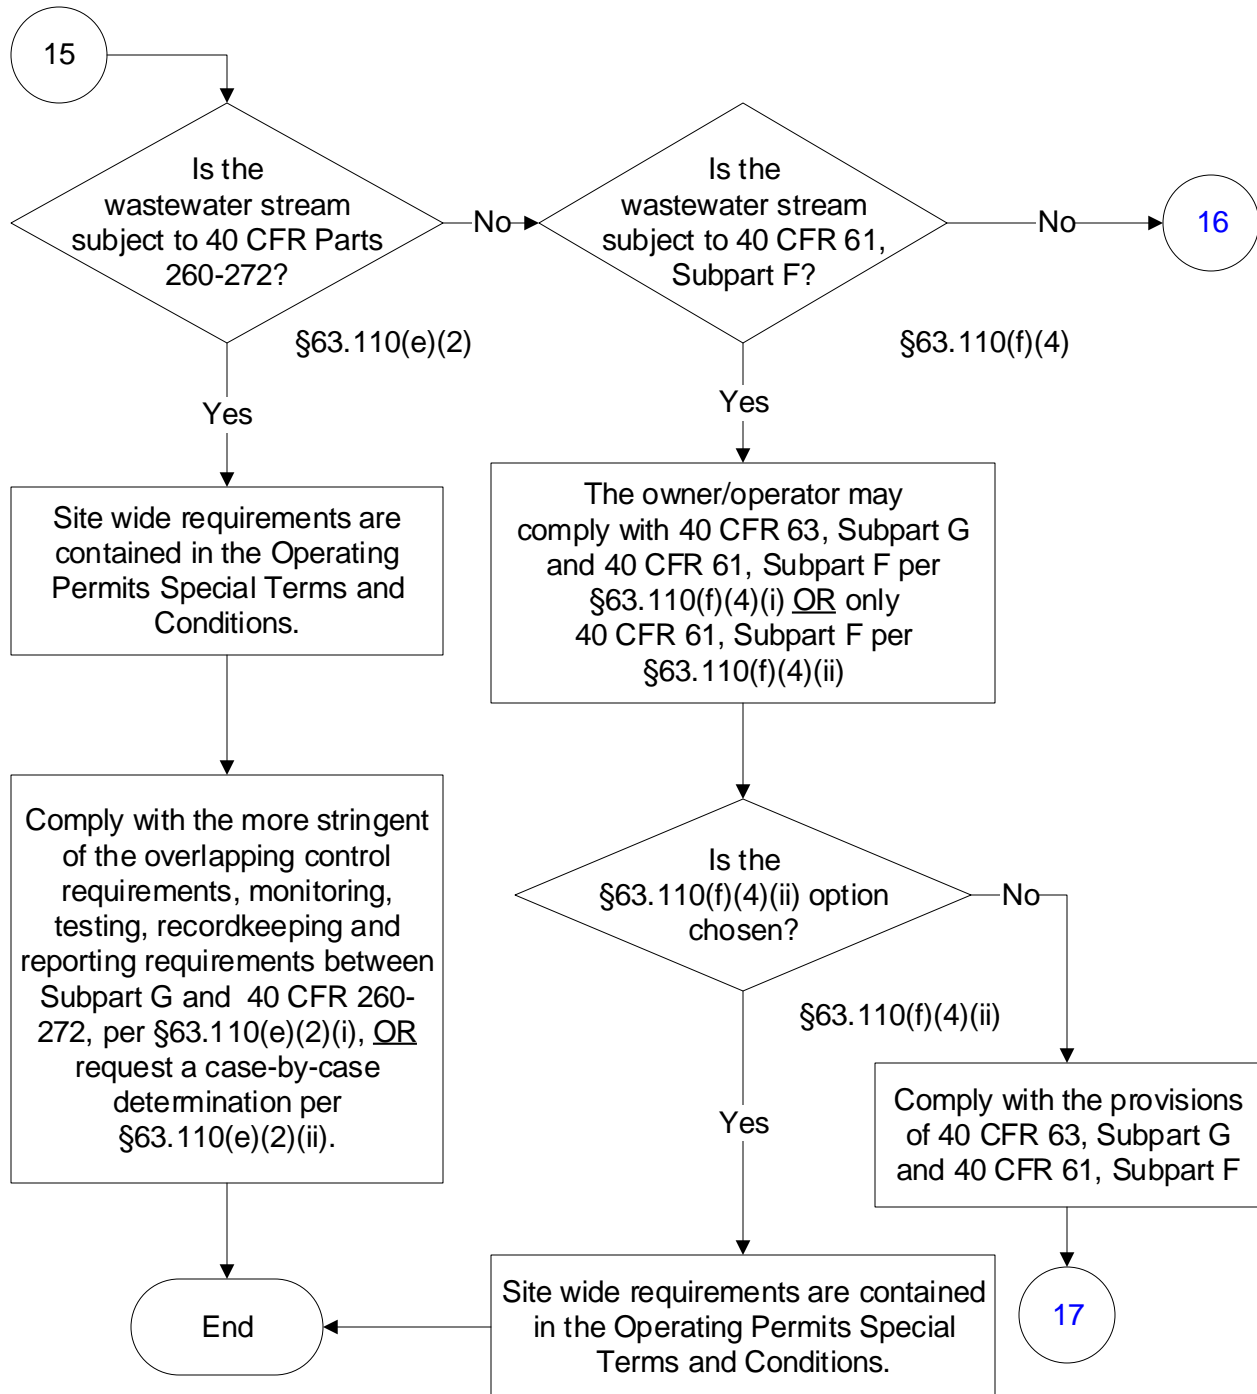 15
Is the
wastewater stream
subject to 40 CFR Parts
260-272?
No
Is the
wastewater stream
subject to 40 CFR 61,
Subpart F?
No
16
§63.110(e)(2)
§63.110(f)(4)
Yes
Yes
Site wide requirements are
contained in the Operating
Permits Special Terms and
Conditions.
The owner/operator may
comply with 40 CFR 63, Subpart G
and 40 CFR 61, Subpart F per
§63.110(f)(4)(i) OR only
40 CFR 61, Subpart F per
§63.110(f)(4)(ii)
Comply with the more stringent
of the overlapping control
requirements, monitoring,
testing, recordkeeping and
reporting requirements between
Subpart G and 40 CFR 260-
272, per §63.110(e)(2)(i), OR
request a case-by-case
determination per
§63.110(e)(2)(ii).
Is the
§63.110(f)(4)(ii) option
chosen?
No
§63.110(f)(4)(ii)
Yes
Comply with the provisions
of 40 CFR 63, Subpart G
and 40 CFR 61, Subpart F
End
Site wide requirements are contained
in the Operating Permits Special
Terms and Conditions.
17